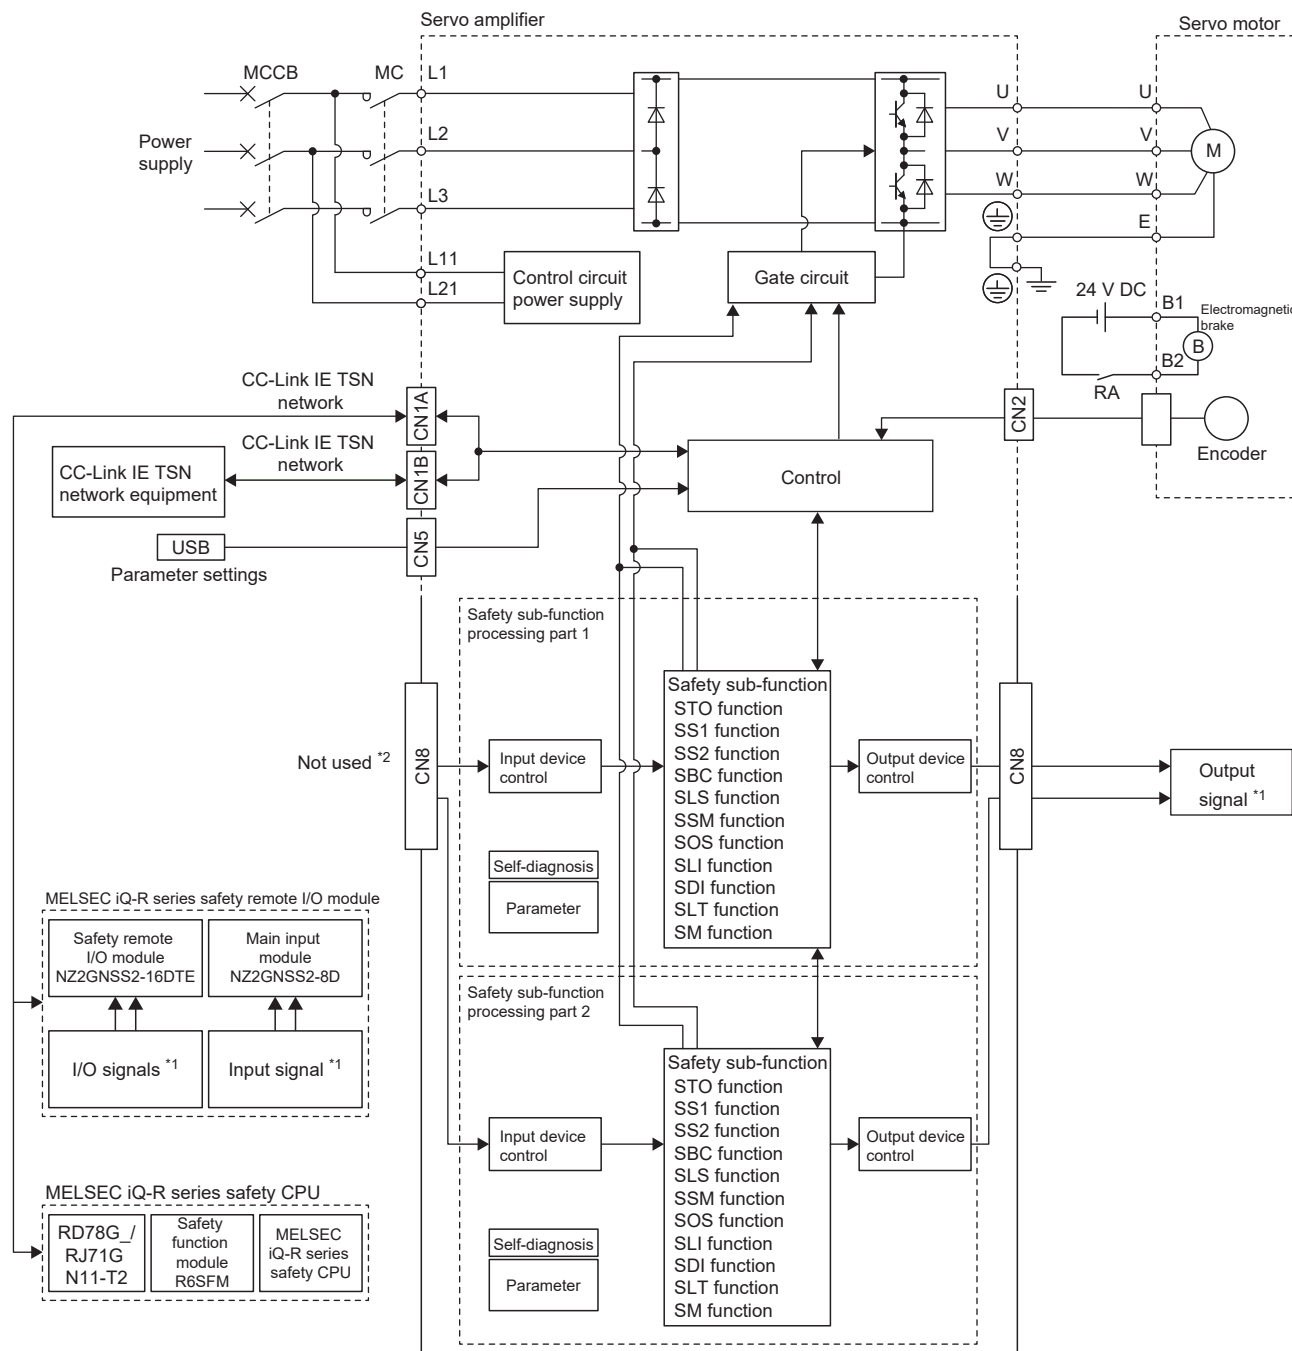 Servo amplifier
Servo motor
MCCB
MC
L1
L2
L3
Power
supply
U
V
W
U
V
W
E
M
L11
L21
Control circuit
power supply
Gate circuit
24 V DC
B1
Electromagnetic
brake
B
B2
RA
CC-Link IE TSN
network
CN1A
CC-Link IE TSN
network
CN1B
CC-Link IE TSN
network equipment
CN2
Encoder
Control
USB
CN5
Parameter settings
Safety sub-function
processing part 1
Safety sub-function
STO function
SS1 function
SS2 function
SBC function
SLS function
SSM function
SOS function
SLI function
SDI function
SLT function
SM function
Not used *2
CN8
Input device
control
Output device
control
CN8
Output
signal *1
Self-diagnosis
Parameter
MELSEC iQ-R series safety remote I/O module
Safety remote
I/O module
NZ2GNSS2-16DTE
Main input
module
NZ2GNSS2-8D
I/O signals *1
Input signal *1
Safety sub-function
processing part 2
Safety sub-function
STO function
SS1 function
SS2 function
SBC function
SLS function
SSM function
SOS function
SLI function
SDI function
SLT function
SM function
Input device
control
Output device
control
Self-diagnosis
Parameter
MELSEC iQ-R series safety CPU
RD78G_/
RJ71G
N11-T2
Safety
function
module
R6SFM
MELSEC
iQ-R series
safety CPU